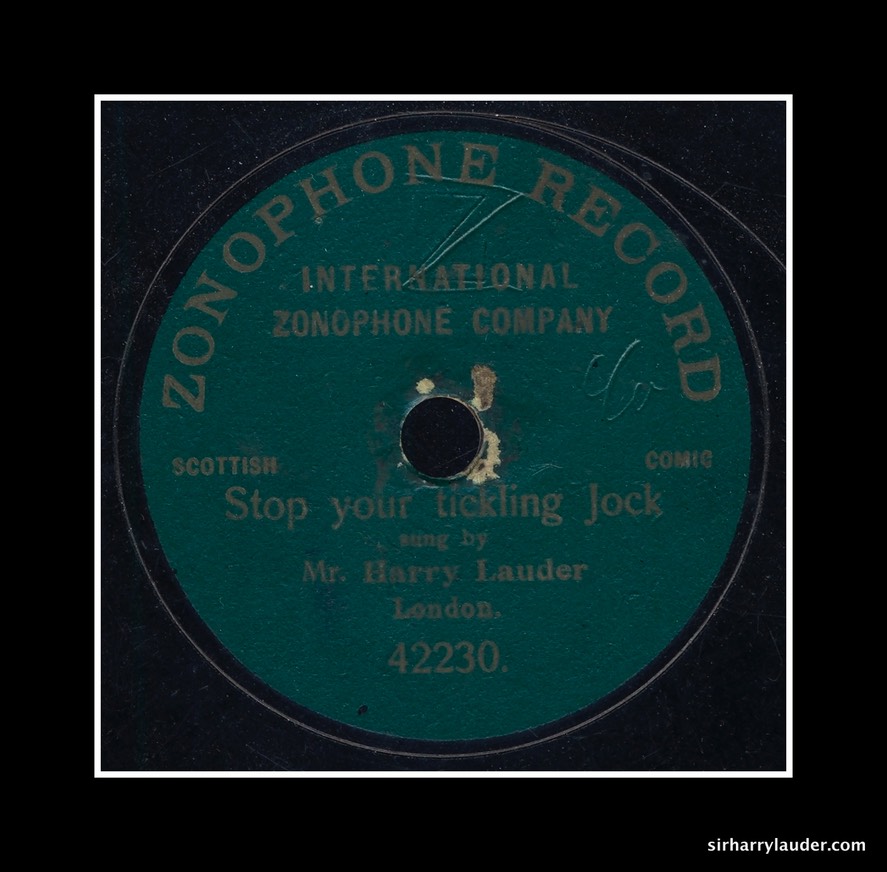 ZONOPHONE RECORD
INTERNATIONAL
ZONOPHONE COMPANY
SCOTTISH COMIC
Stop your tickling Jock
sung by
Mr. Harry Lauder
London.
42230.
sirharrylauder.com